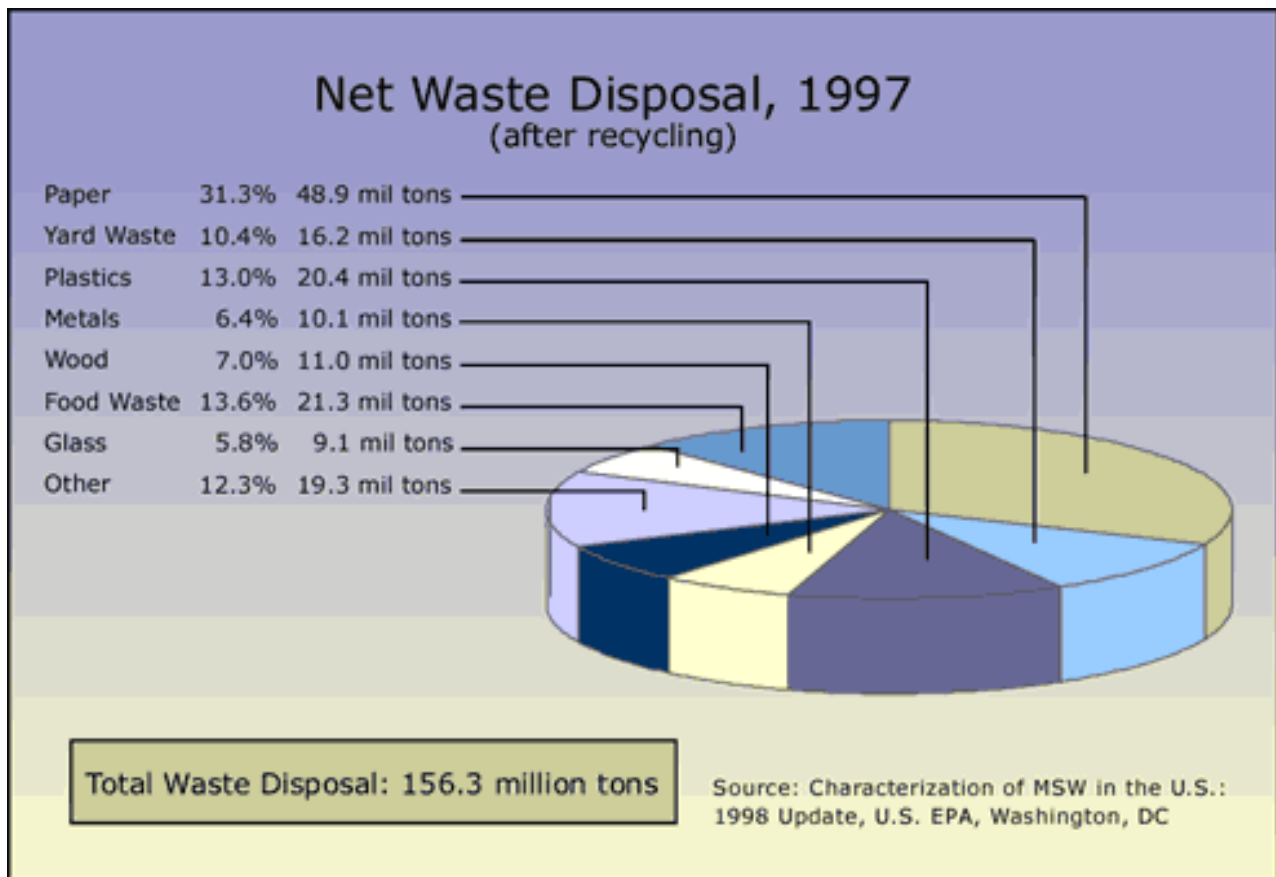 Net Waste Disposal, 1997
(after recycling)
Paper 31.3% 48.9 mil tons
Yard Waste 10.4% 16.2 mil tons
Plastics 13.0% 20.4 mil tons
Metals 6.4% 10.1 mil tons
Wood 7.0% 11.0 mil tons
Food Waste 13.6% 21.3 mil tons
Glass 5.8% 9.1 mil tons
Other 12.3% 19.3 mil tons
Total Waste Disposal: 156.3 million tons
Source: Characterization of MSW in the U.S.:
1998 Update, U.S. EPA, Washington, DC